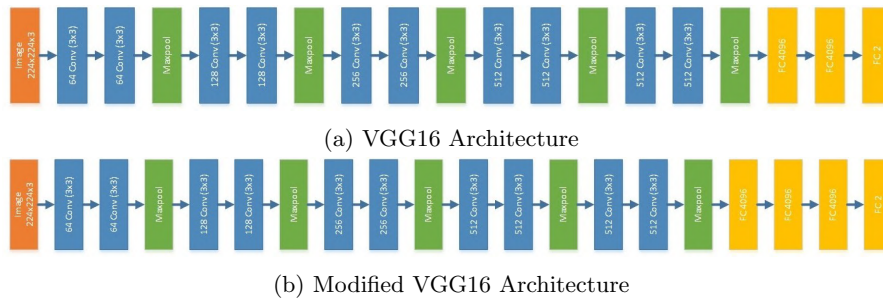 Image
224x224x3
64 Conv (3x3)
64 Conv (3x3)
Maxpool
128 Conv (3x3)
128 Conv (3x3)
Maxpool
256 Conv (3x3)
256 Conv (3x3)
Maxpool
512 Conv (3x3)
512 Conv (3x3)
Maxpool
512 Conv (3x3)
512 Conv (3x3)
Maxpool
FC 4096
FC 4096
FC 2
(a) VGG16 Architecture
Image
224x224x3
64 Conv (3x3)
64 Conv (3x3)
Maxpool
128 Conv (3x3)
128 Conv (3x3)
Maxpool
256 Conv (3x3)
256 Conv (3x3)
Maxpool
512 Conv (3x3)
512 Conv (3x3)
Maxpool
512 Conv (3x3)
512 Conv (3x3)
Maxpool
FC 4096
FC 4096
FC 4096
FC 2
(b) Modified VGG16 Architecture